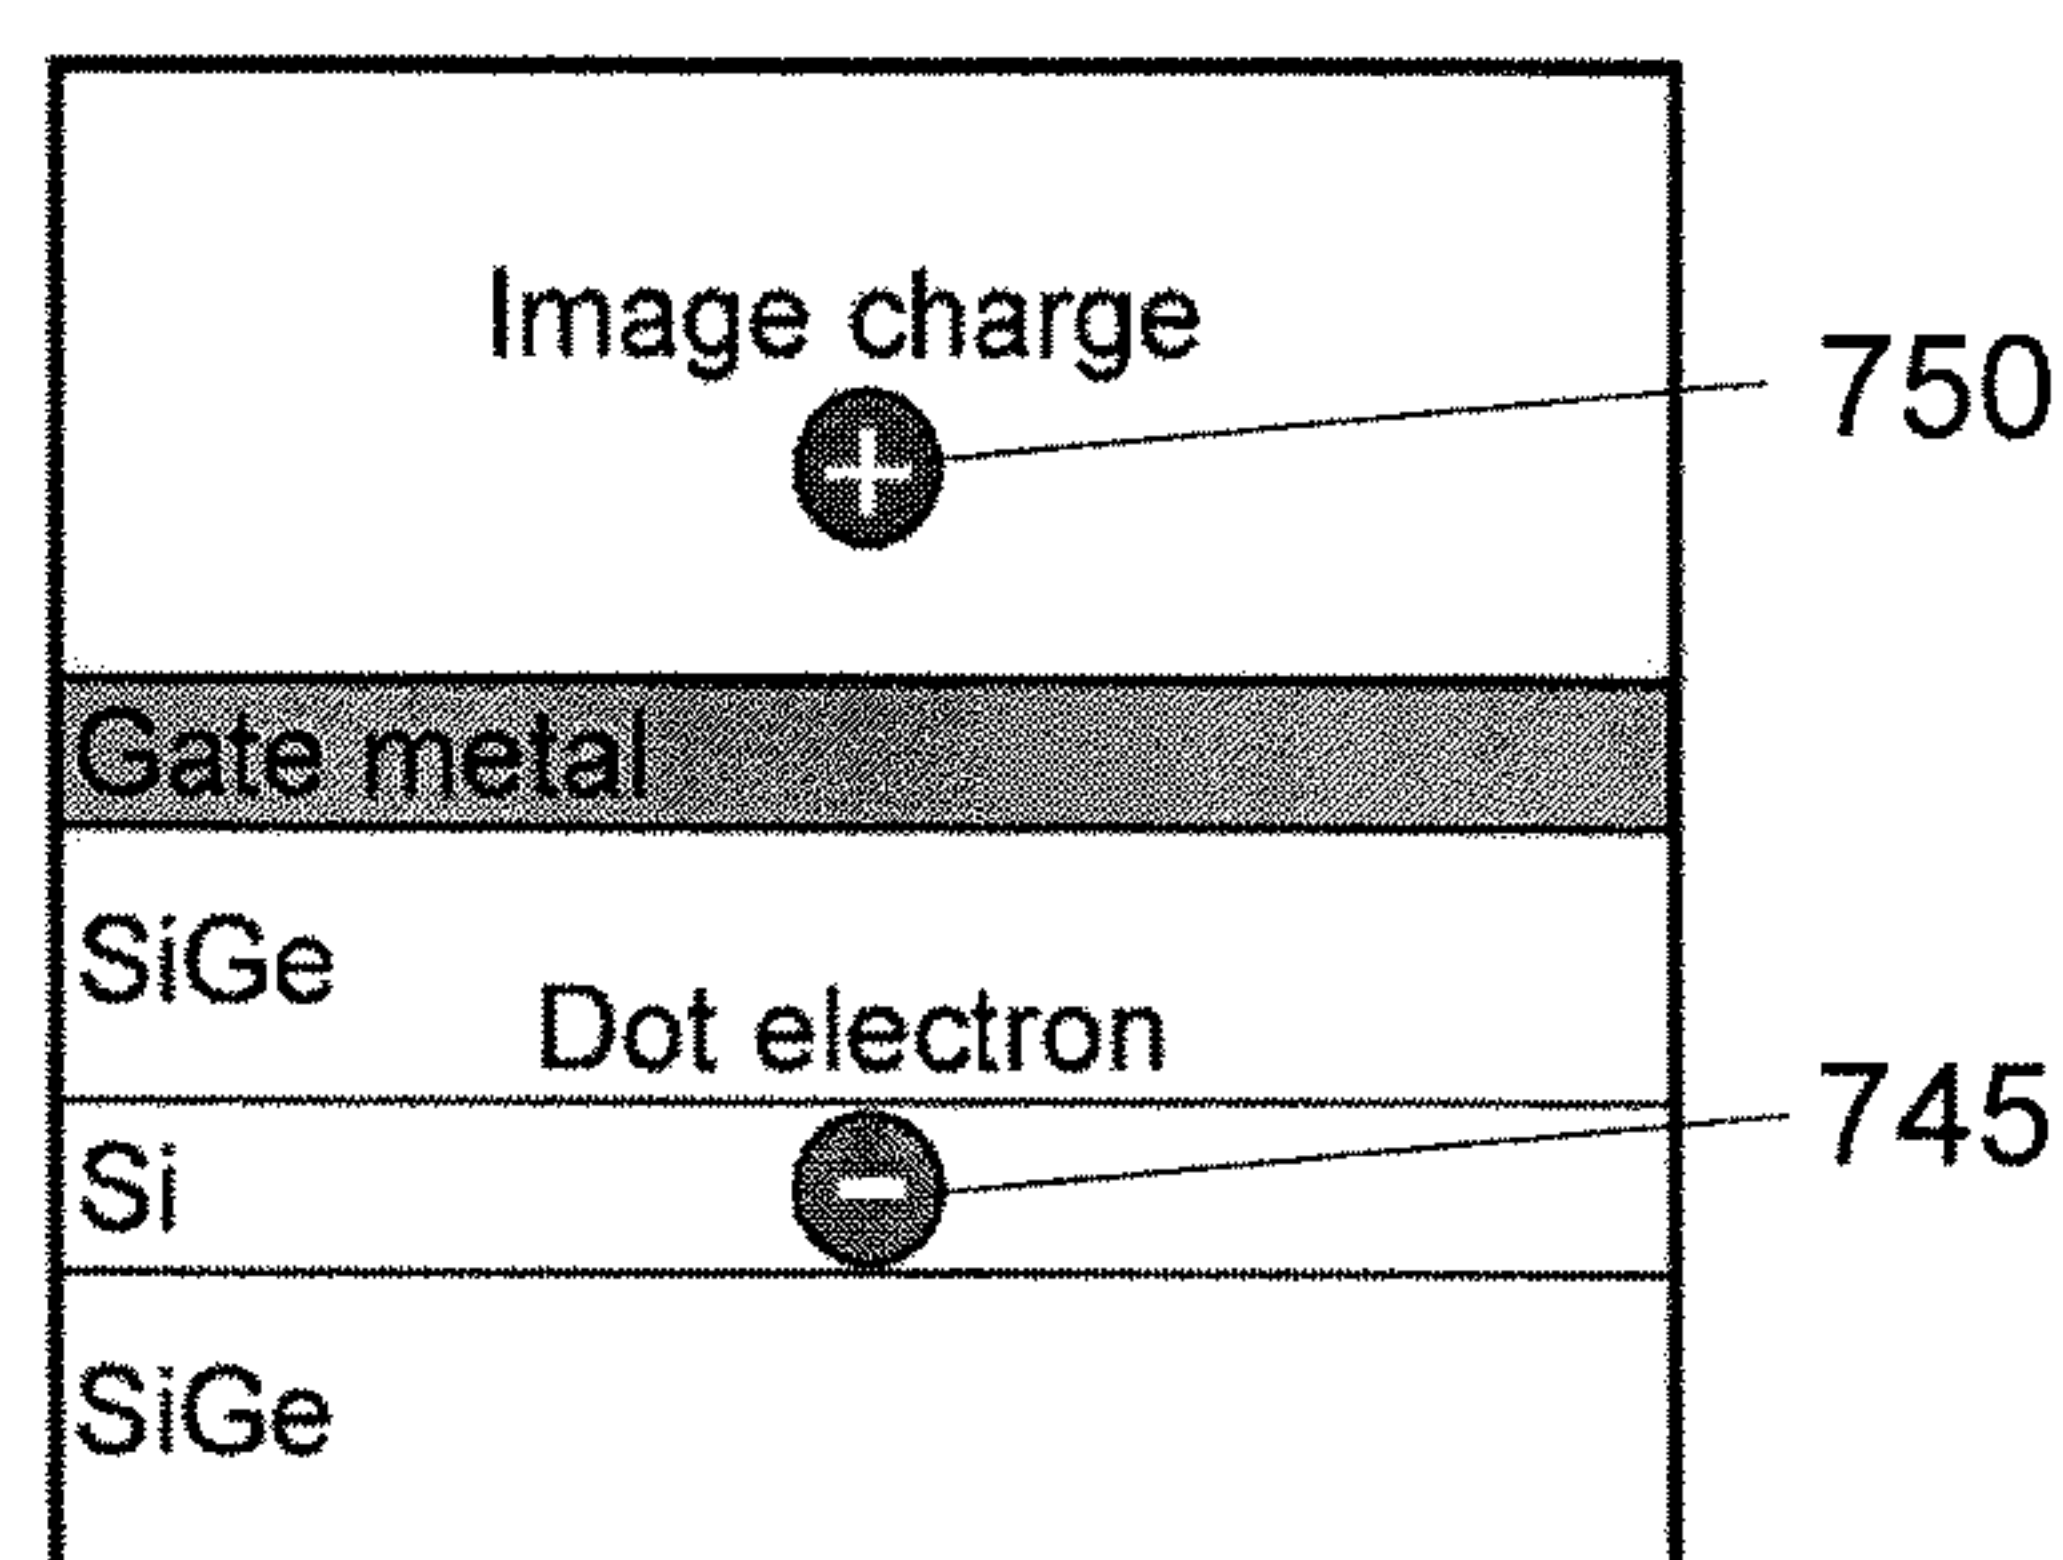 Image charge
+
750
Gate metal
SiGe
Dot electron
745
Si
-
SiGe